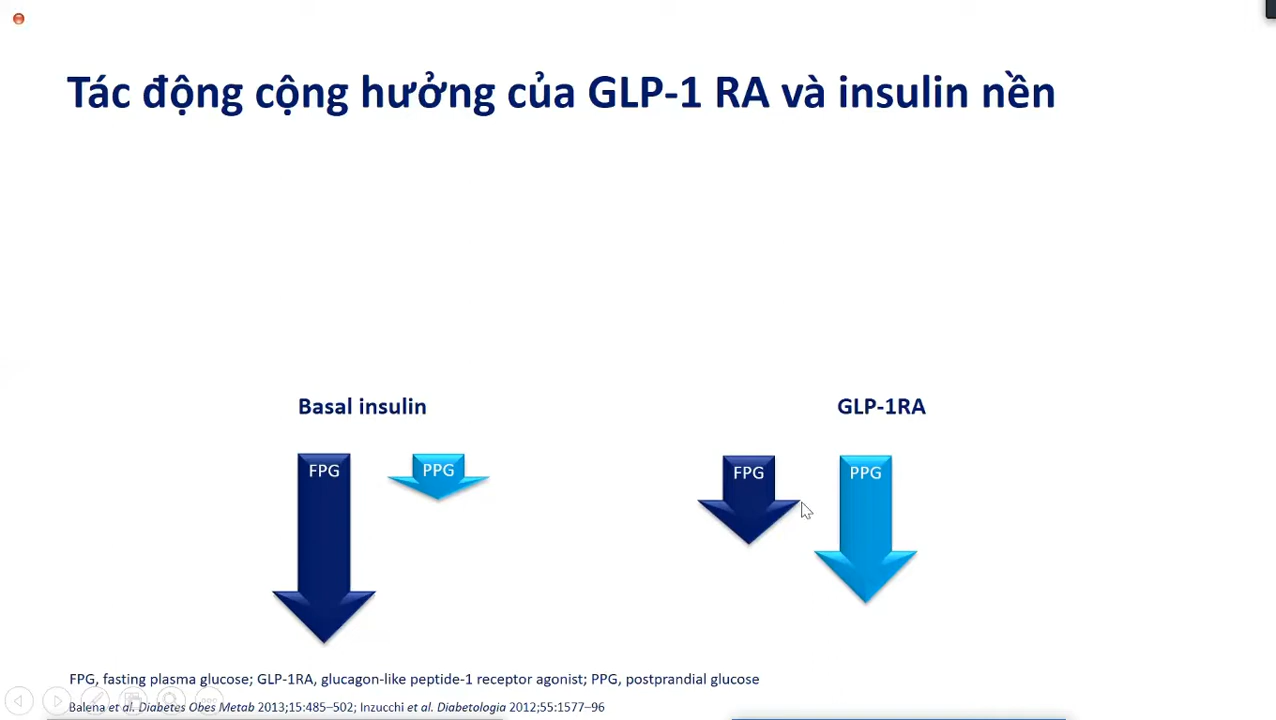 Tác động cộng hưởng của GLP-1 RA và insulin nền
Basal insulin
GLP-1RA
FPG
PPG
FPG
PPG
FPG, fasting plasma glucose; GLP-1RA, glucagon-like peptide-1 receptor agonist; PPG, postprandial glucose
Balena et al. Diabetes Obes Metab 2013;15:485–502; Inzucchi et al. Diabetologia 2012;55:1577–96